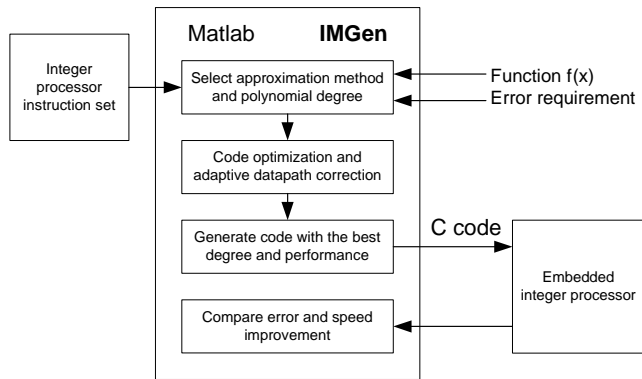 Matlab IMGen
Integer
processor
instruction set
Select approximation method
and polynomial degree
Function f(x)
Error requirement
Code optimization and
adaptive datapath correction
Generate code with the best
degree and performance
C code
Embedded
integer processor
Compare error and speed
improvement